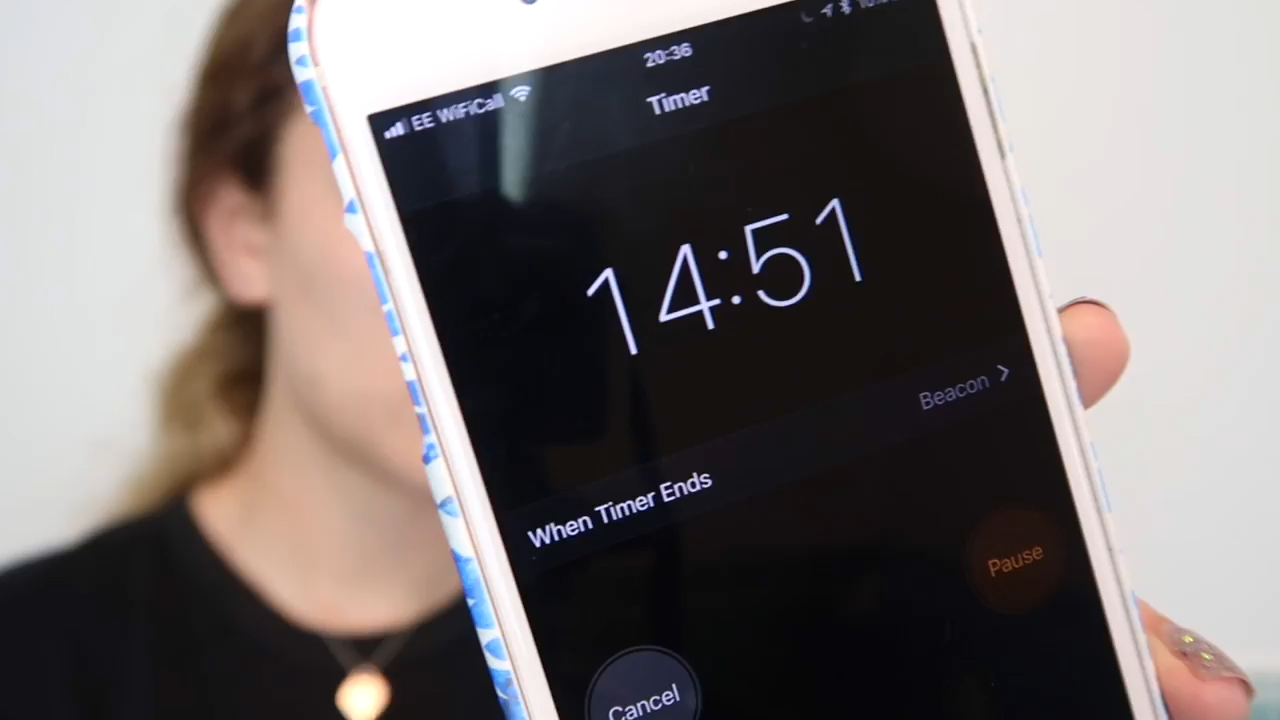 20:36
EE WiFiCall
Timer
14:51
When Timer Ends
Beacon
Pause
Cancel